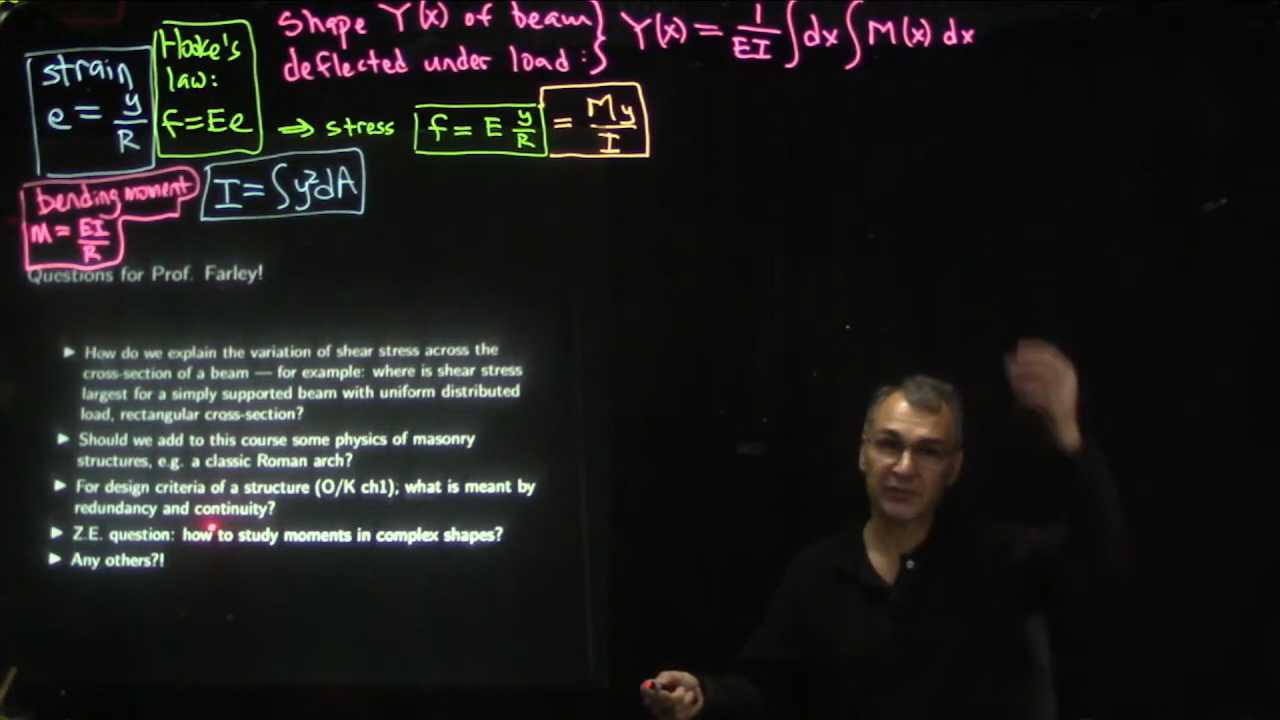 shape Y(x) of beam } Y(x) = 1/EI ∫dx ∫ M(x) dx
deflected under load :}
strain
e = y/R
Hooke's
law:
f = Ee
⇒ stress f = E y/R = My/I
bending moment
M = EI/R
I = ∫y²dA
Questions for Prof. Farley!
▶ How do we explain the variation of shear stress across the
cross-section of a beam — for example: where is shear stress
largest for a simply supported beam with uniform distributed
load, rectangular cross-section?
▶ Should we add to this course some physics of masonry
structures, e.g. a classic Roman arch?
▶ For design criteria of a structure (O/K ch1), what is meant by
redundancy and continuity?
▶ Z.E. question: how to study moments in complex shapes?
▶ Any others?!